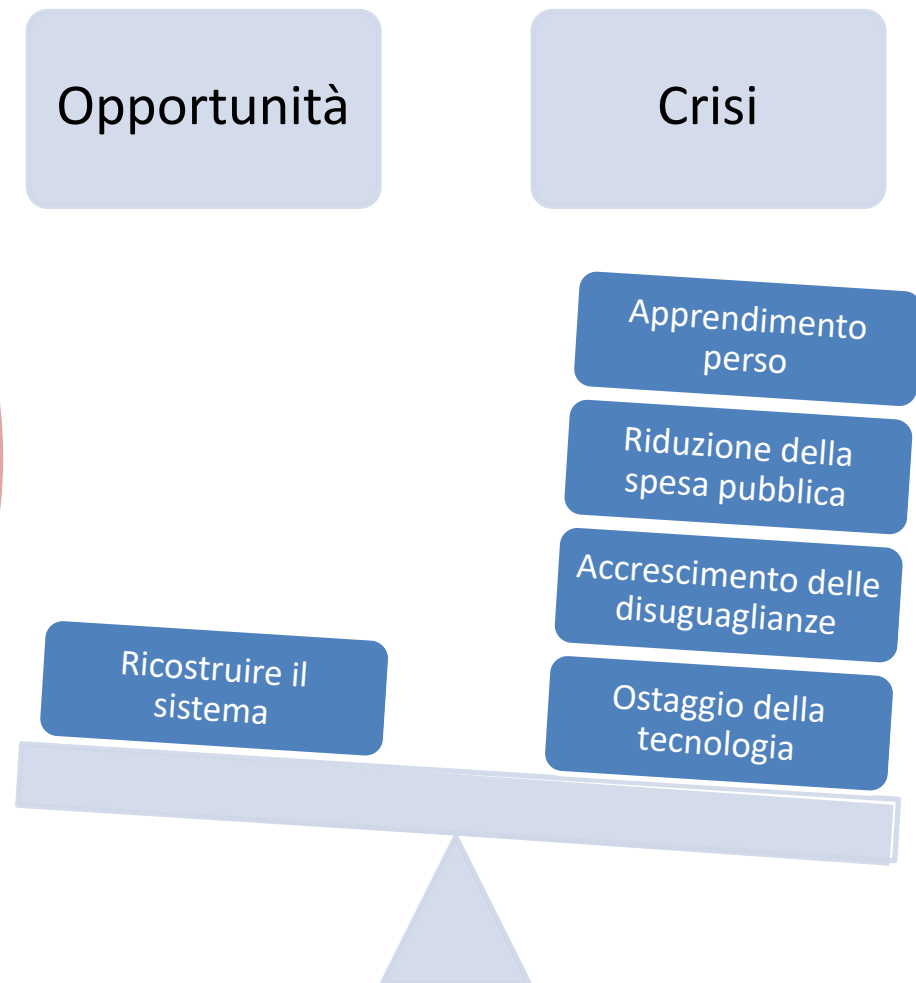 Opportunità
Crisi
Apprendimento
perso
Riduzione della
spesa pubblica
Accrescimento delle
disuguaglianze
Ricostruire il
sistema
Ostaggio della
tecnologia